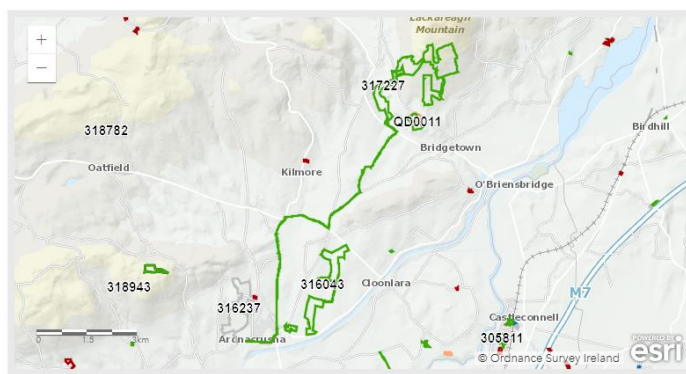 +
−
Lackareagh
Mountain
317227
QD0011
318782
Bridgetown
Birdhill
Oatfield
Kilmore
O'Briensbridge
318943
316237
316043
Cloonlara
M7
Castleconnell
305811
0 1.5 3km
Ardnacrusha
POWERED BY
esri
© Ordnance Survey Ireland